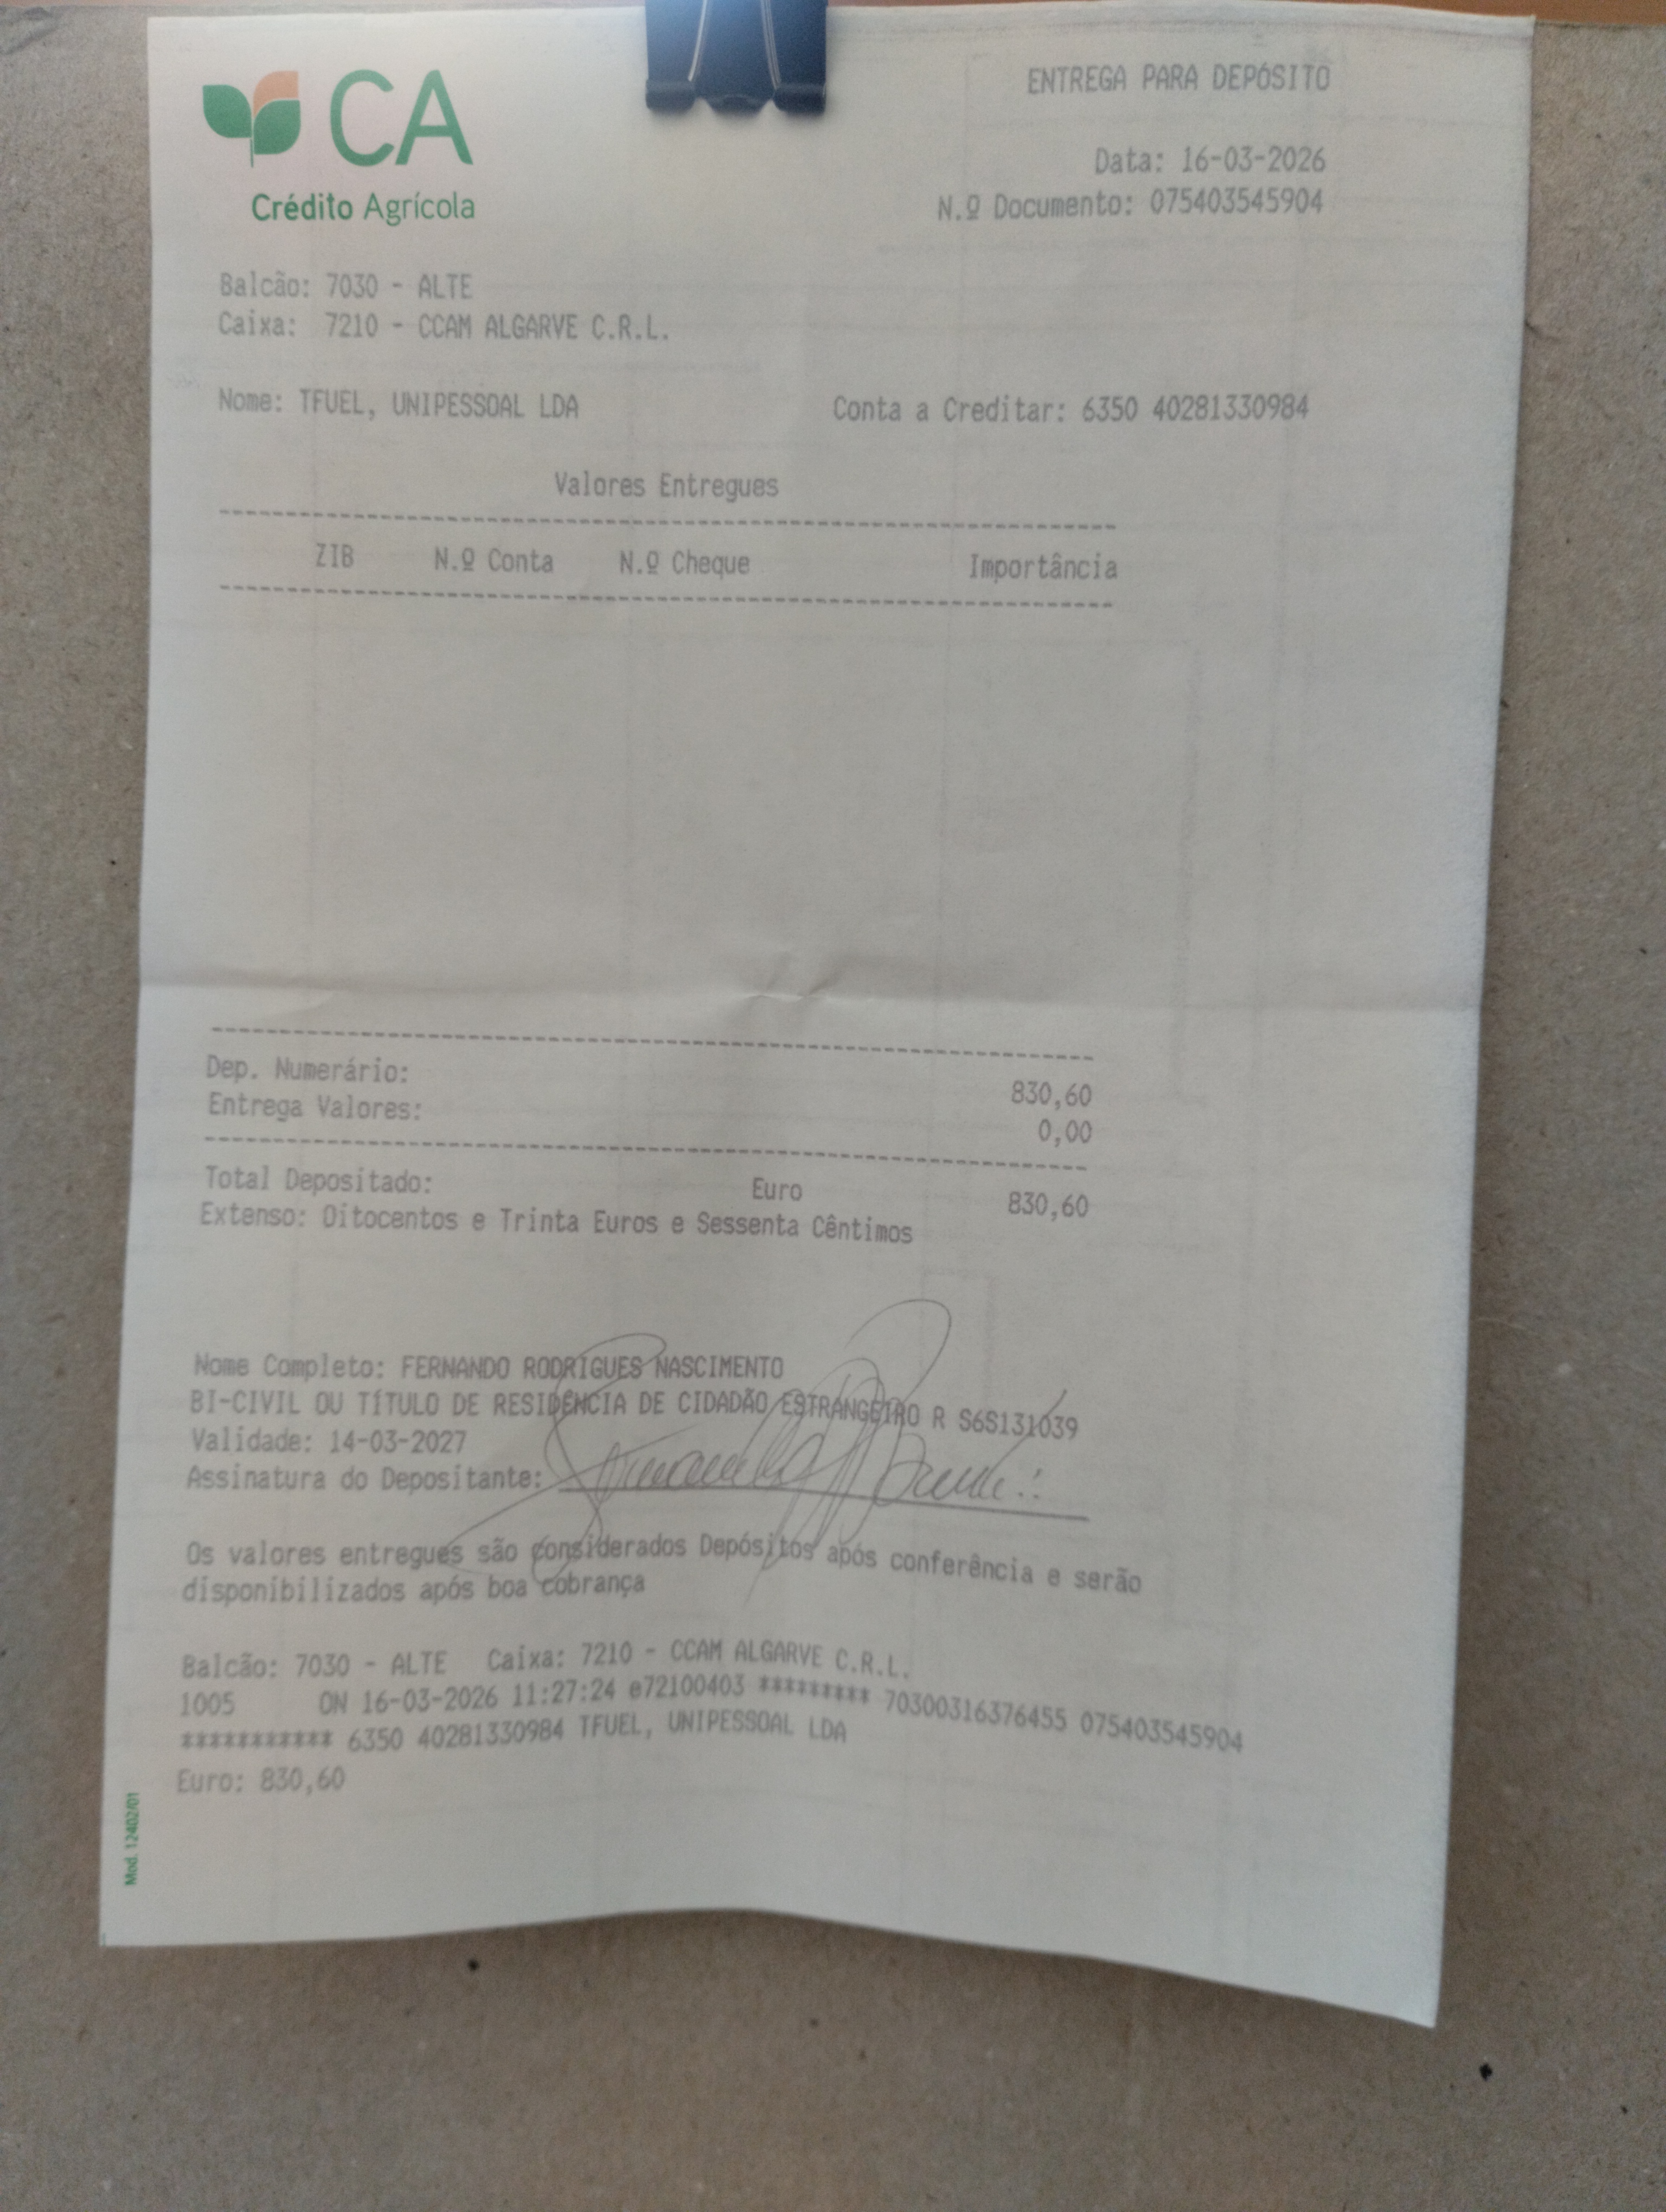 CA
Crédito Agrícola
ENTREGA PARA DEPÓSITO
Data: 16-03-2026
N.º Documento: 075403545904
Balcão: 7030 - ALTE
Caixa: 7210 - CCAM ALGARVE C.R.L.
Nome: TFUEL, UNIPESSOAL LDA Conta a Creditar: 6350 40281330984
Valores Entregues
ZIB N.º Conta N.º Cheque Importância
Dep. Numerário: 830,60
Entrega Valores: 0,00
Total Depositado: Euro 830,60
Extenso: Oitocentos e Trinta Euros e Sessenta Cêntimos
Nome Completo: FERNANDO RODRIGUES NASCIMENTO
BI-CIVIL OU TÍTULO DE RESIDÊNCIA DE CIDADÃO ESTRANGEIRO R S6S131039
Validade: 14-03-2027
Assinatura do Depositante:
Os valores entregues são considerados Depósitos após conferência e serão
disponibilizados após boa cobrança
Balcão: 7030 - ALTE Caixa: 7210 - CCAM ALGARVE C.R.L.
1005 ON 16-03-2026 11:27:24 e72100403 ********* 70300316376455 075403545904
*********** 6350 40281330984 TFUEL, UNIPESSOAL LDA
Euro: 830,60
Mod. 12402/01